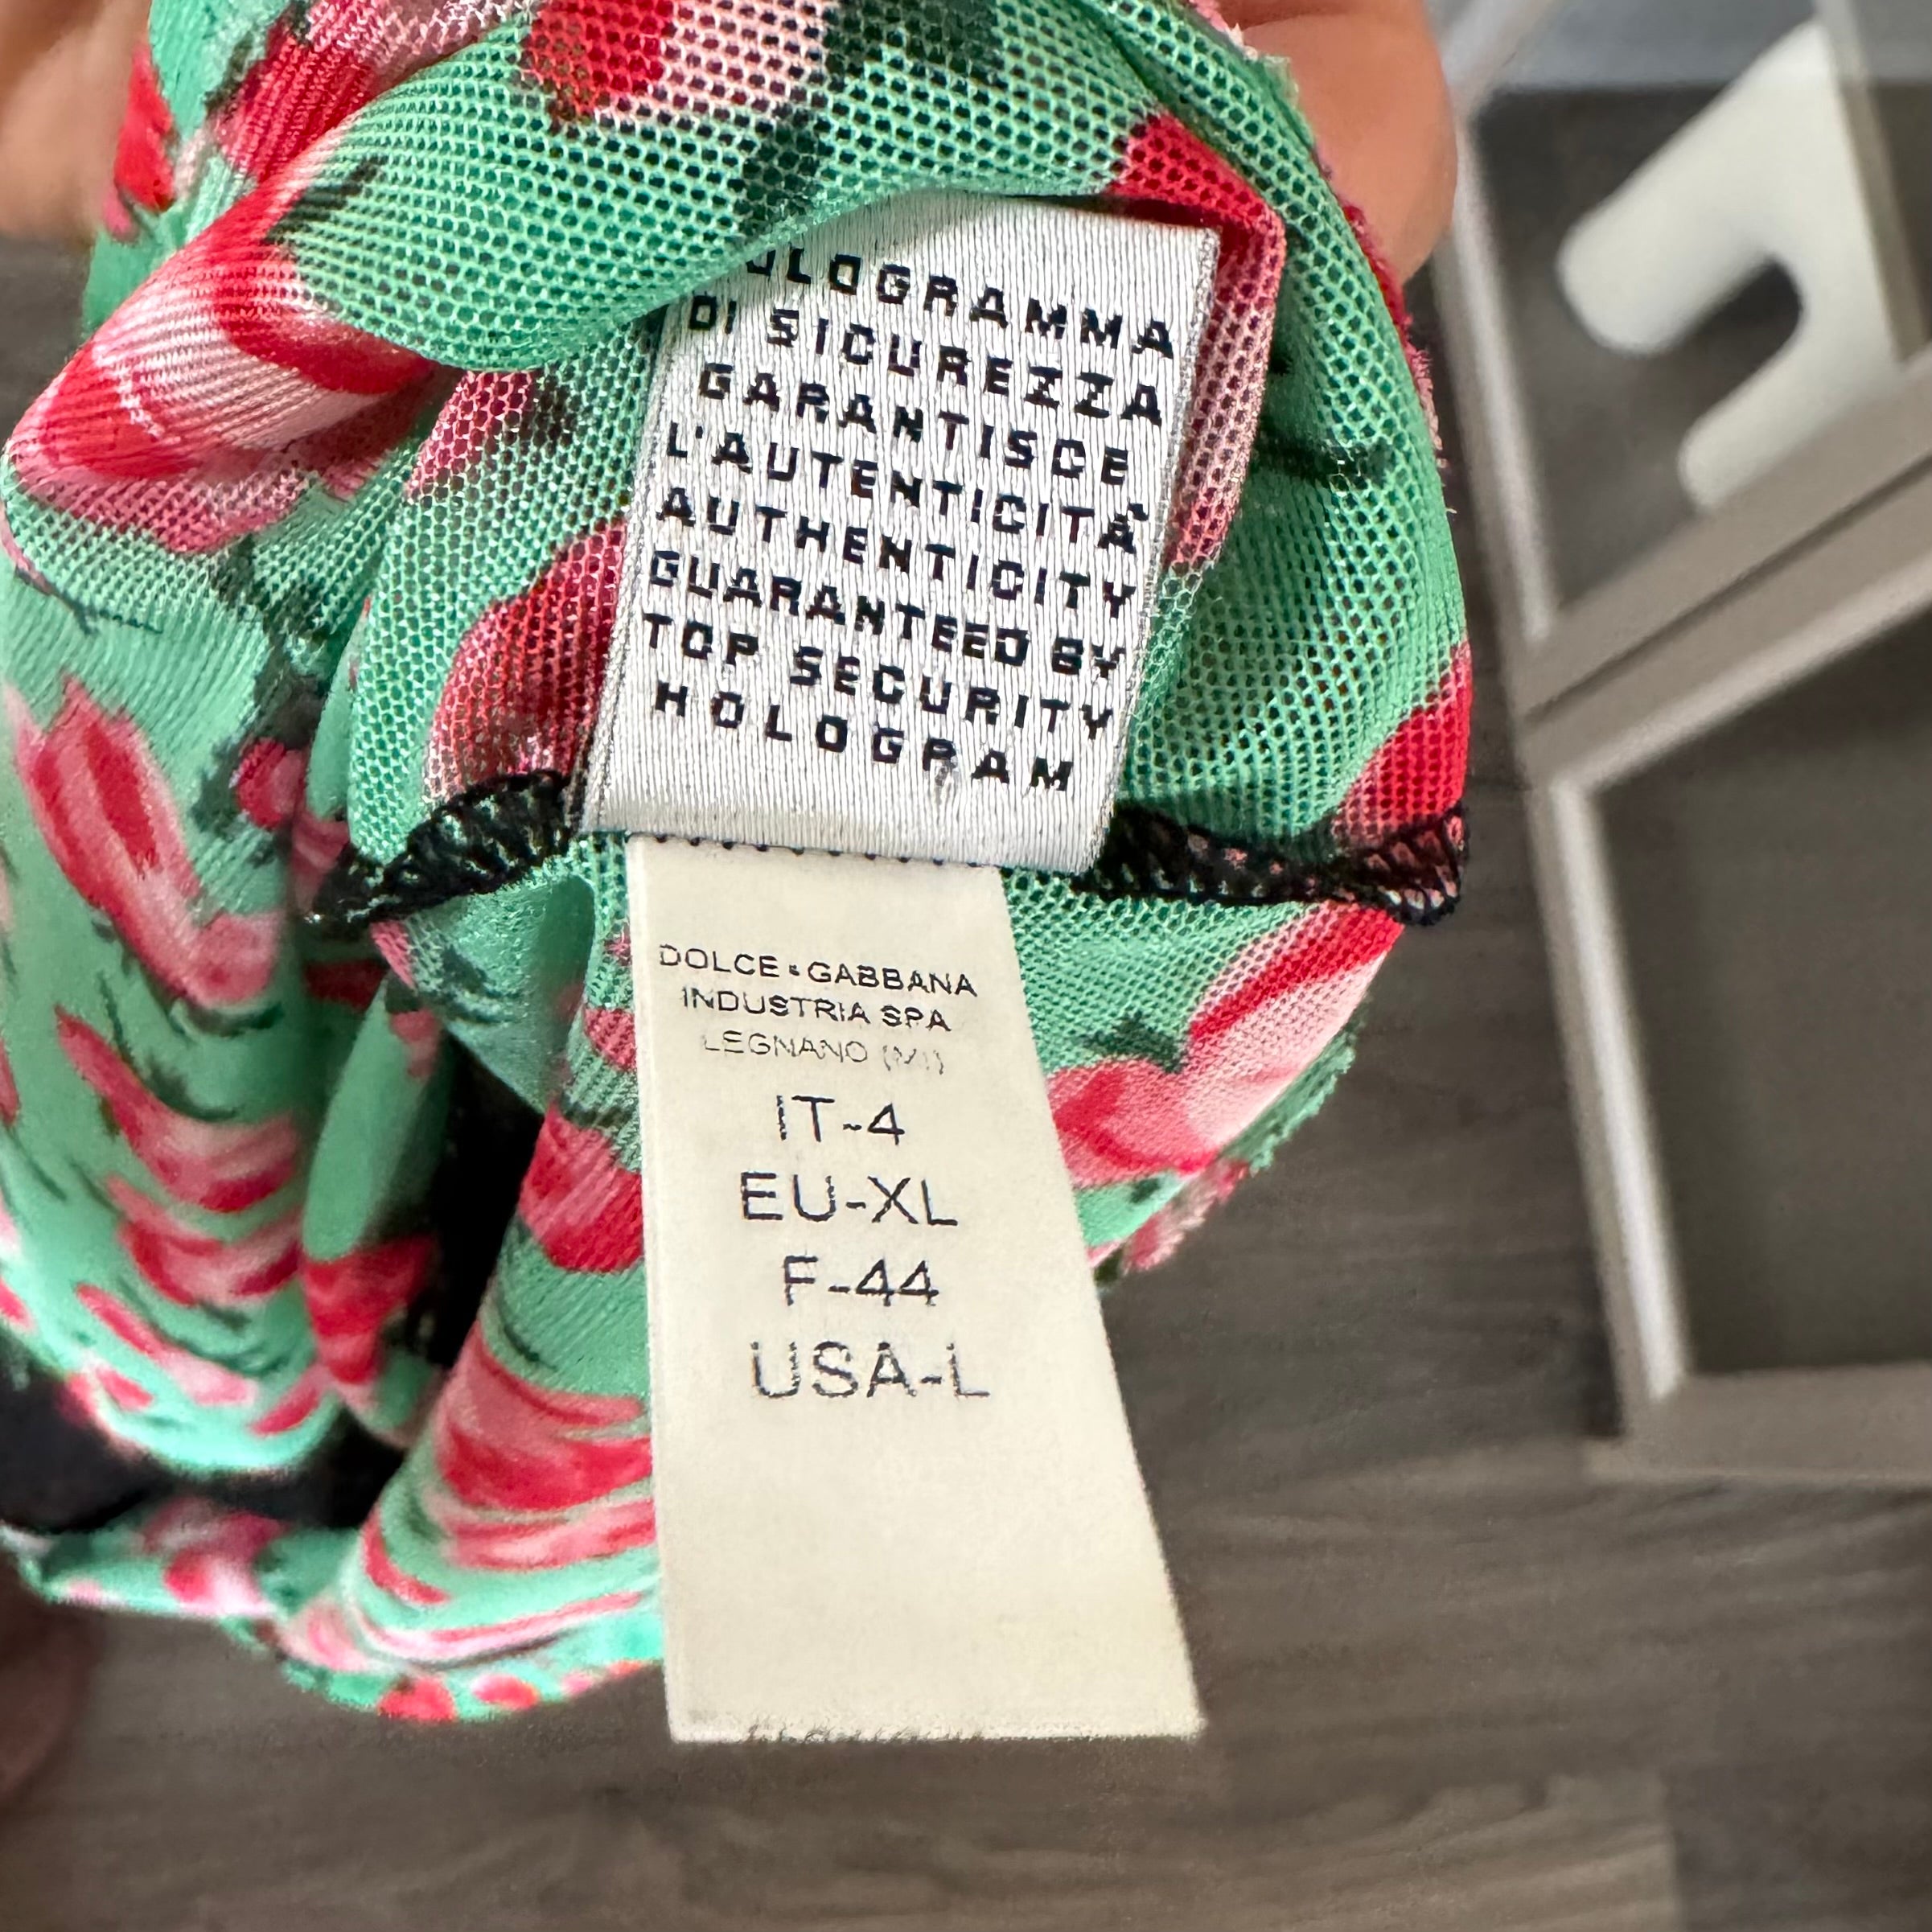 OLOGRAMMA
DI SICUREZZA
GARANTISCE
L'AUTENTICITÀ
AUTHENTICITY
GUARANTEED BY
TOP SECURITY
HOLOGRAM
DOLCE & GABBANA
INDUSTRIA SPA
LEGNANO (MI)
IT-4
EU-XL
F-44
USA-L